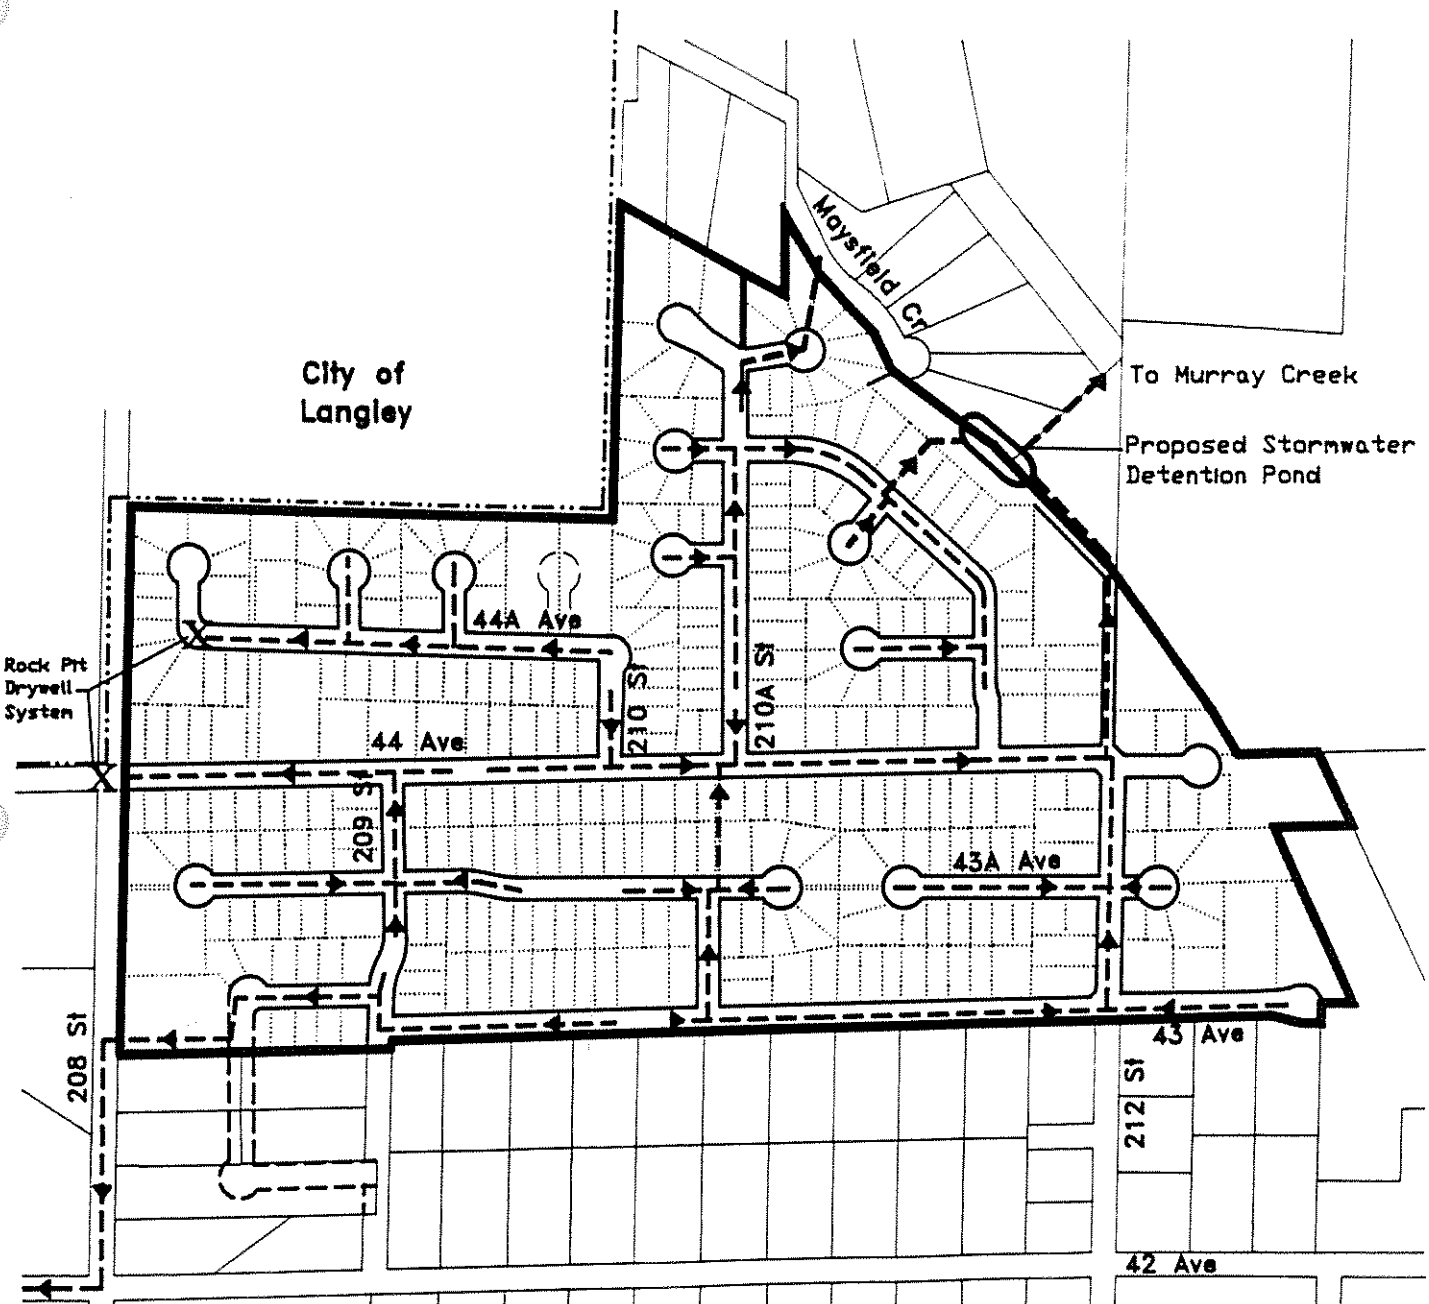 Maysfield Cr
City of
Langley
To Murray Creek
Proposed Stormwater
Detention Pond
44A Ave
Rock Pit
Drywell
System
210 St
210A St
44 Ave
209 St
43A Ave
208 St
43 Ave
212 St
42 Ave